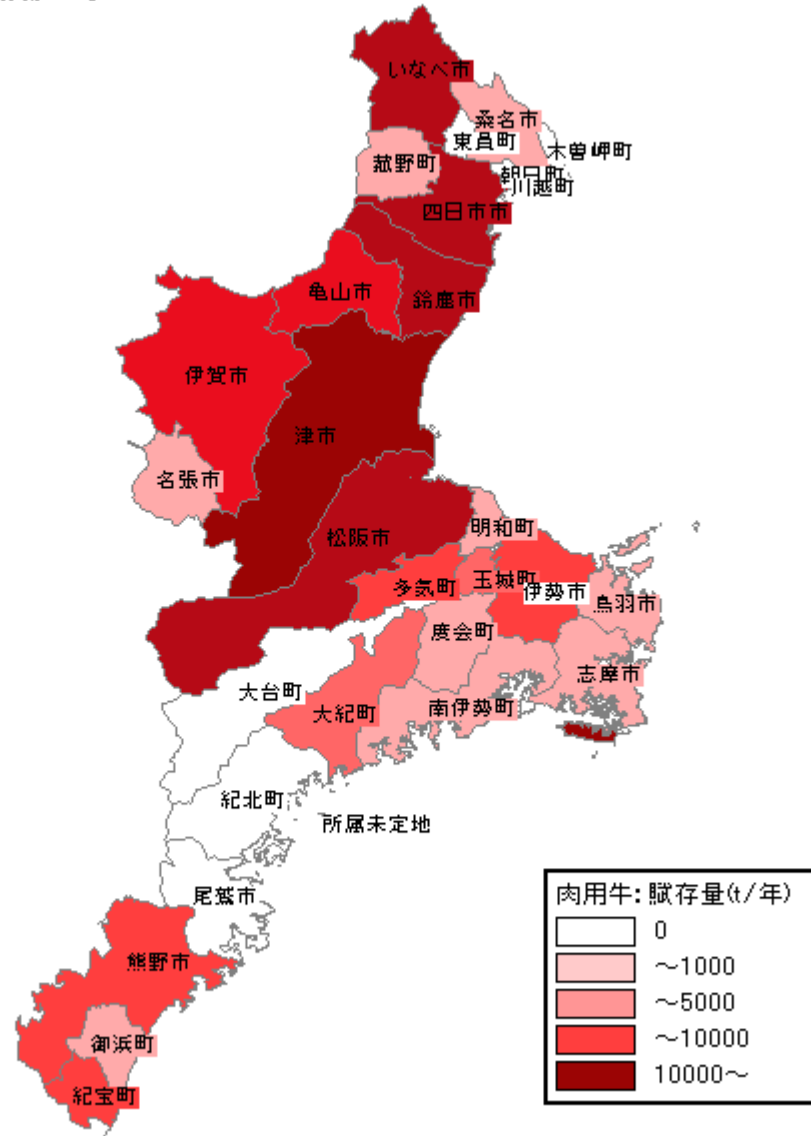 いなべ市
桑名市
東員町
木曽岬町
菰野町
朝日町
川越町
四日市市
亀山市
鈴鹿市
伊賀市
津市
名張市
松阪市
明和町
多気町
玉城町
伊勢市
鳥羽市
度会町
志摩市
大台町
大紀町
南伊勢町
紀北町
所属未定地
尾鷲市
熊野市
御浜町
紀宝町
肉用牛:賦存量(t/年)
0
～1000
～5000
～10000
10000～